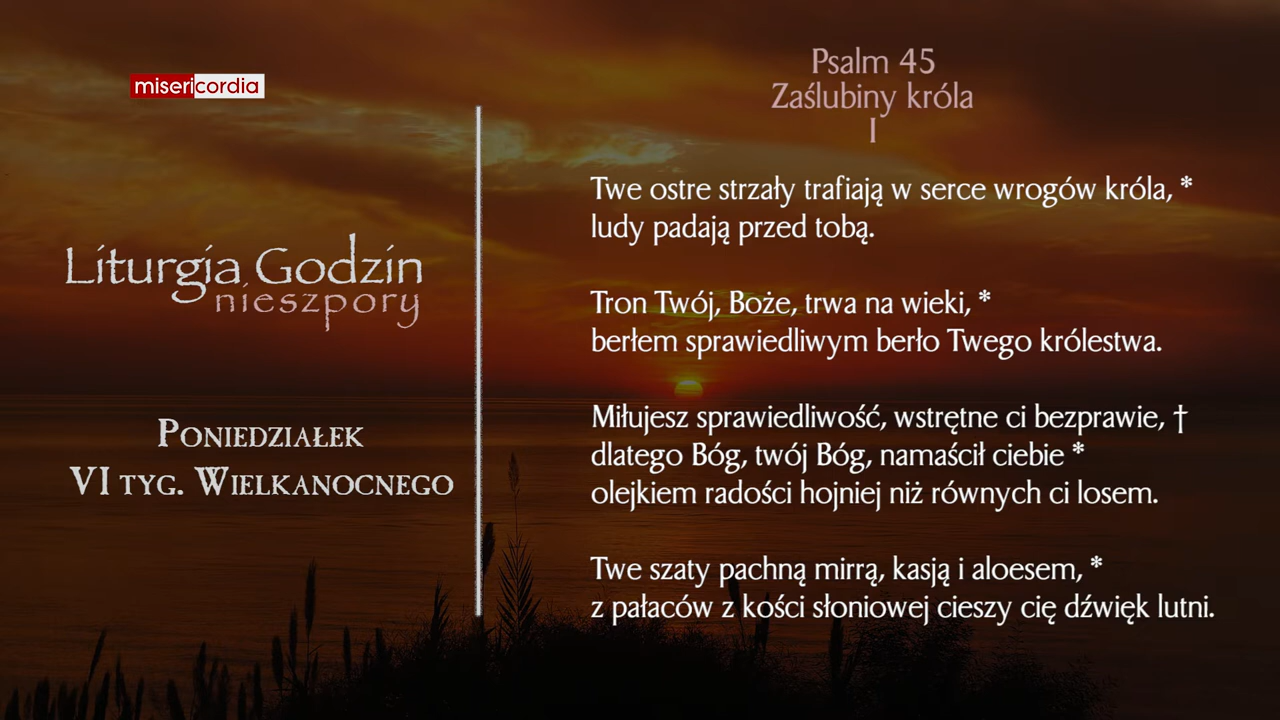 misericordia
Liturgia Godzin
nieszpory
Poniedziałek
VI tyg. Wielkanocnego
Psalm 45
Zaślubiny króla
I
Twe ostre strzały trafiają w serce wrogów króla, *
ludy padają przed tobą.
Tron Twój, Boże, trwa na wieki, *
berłem sprawiedliwym berło Twego królestwa.
Miłujesz sprawiedliwość, wstrętne ci bezprawie, †
dlatego Bóg, twój Bóg, namaścił ciebie *
olejkiem radości hojniej niż równych ci losem.
Twe szaty pachną mirrą, kasją i aloesem, *
z pałaców z kości słoniowej cieszy cię dźwięk lutni.